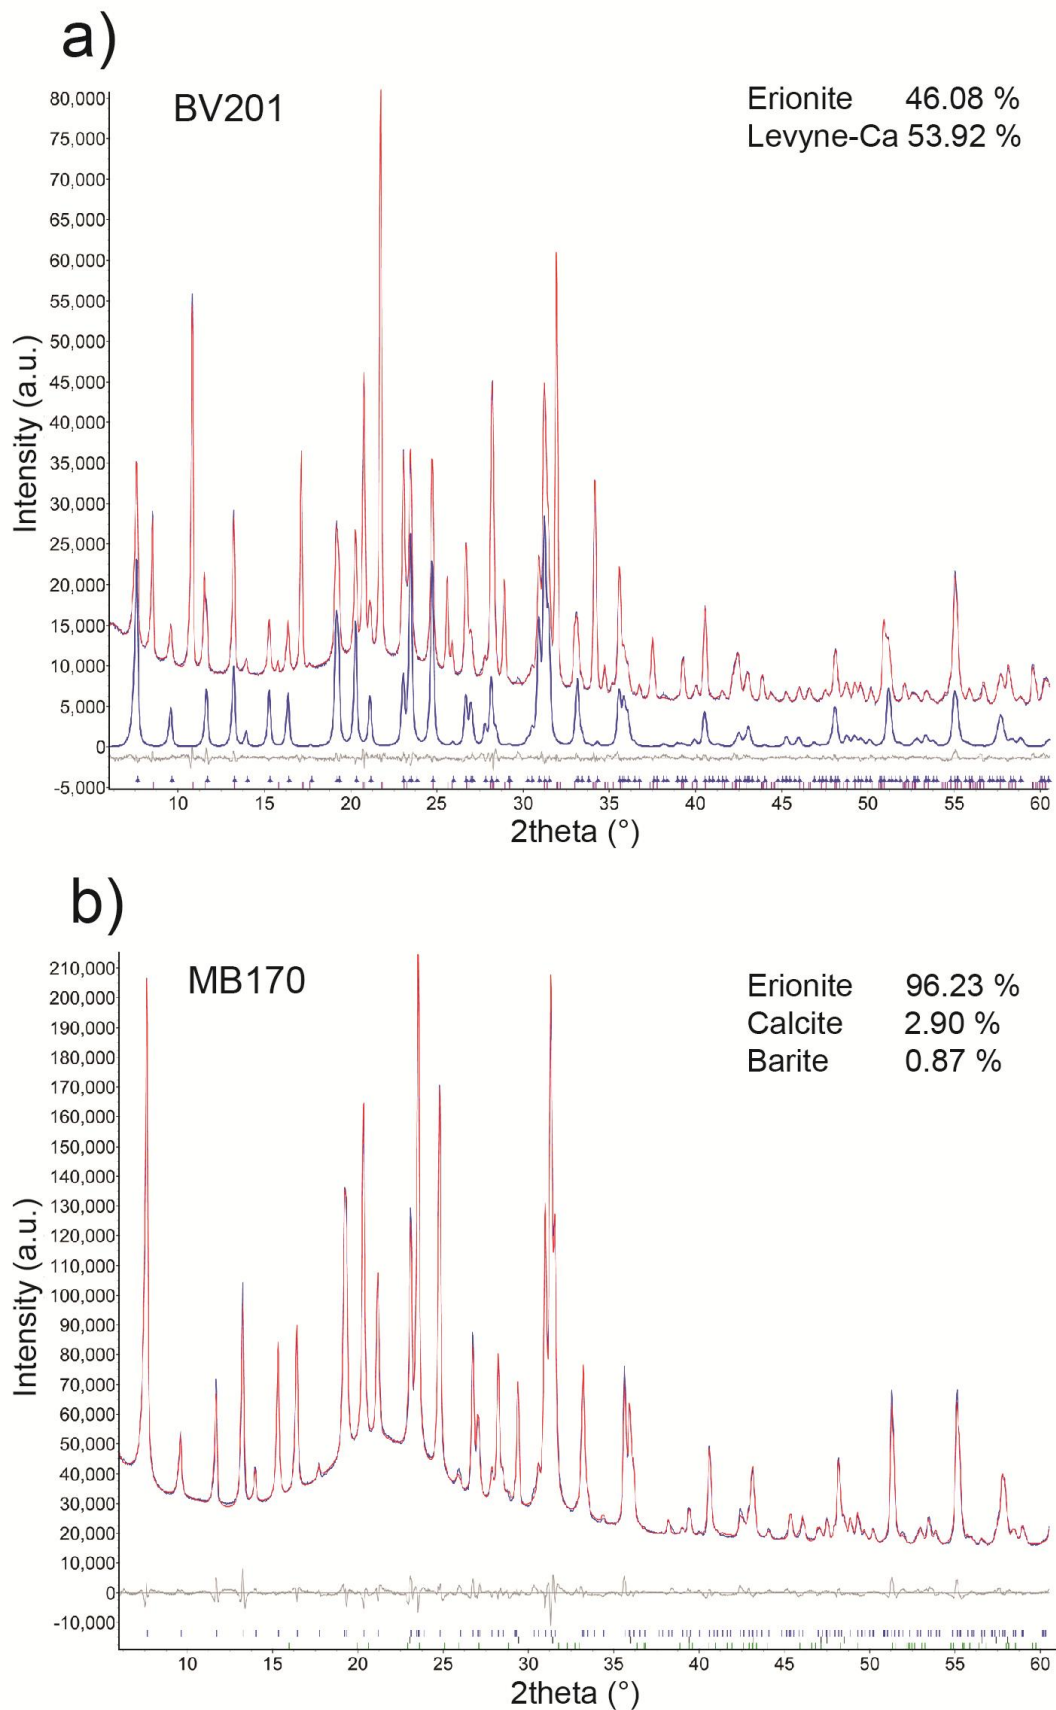 a)
BV201
Erionite 46.08 %
Levyne-Ca 53.92 %
Intensity (a.u.)
80,000
75,000
70,000
65,000
60,000
55,000
50,000
45,000
40,000
35,000
30,000
25,000
20,000
15,000
10,000
5,000
0
-5,000
10 15 20 25 30 35 40 45 50 55 60
2theta (°)
b)
MB170
Erionite 96.23 %
Calcite 2.90 %
Barite 0.87 %
Intensity (a.u.)
210,000
200,000
190,000
180,000
170,000
160,000
150,000
140,000
130,000
120,000
110,000
100,000
90,000
80,000
70,000
60,000
50,000
40,000
30,000
20,000
10,000
0
-10,000
10 15 20 25 30 35 40 45 50 55 60
2theta (°)